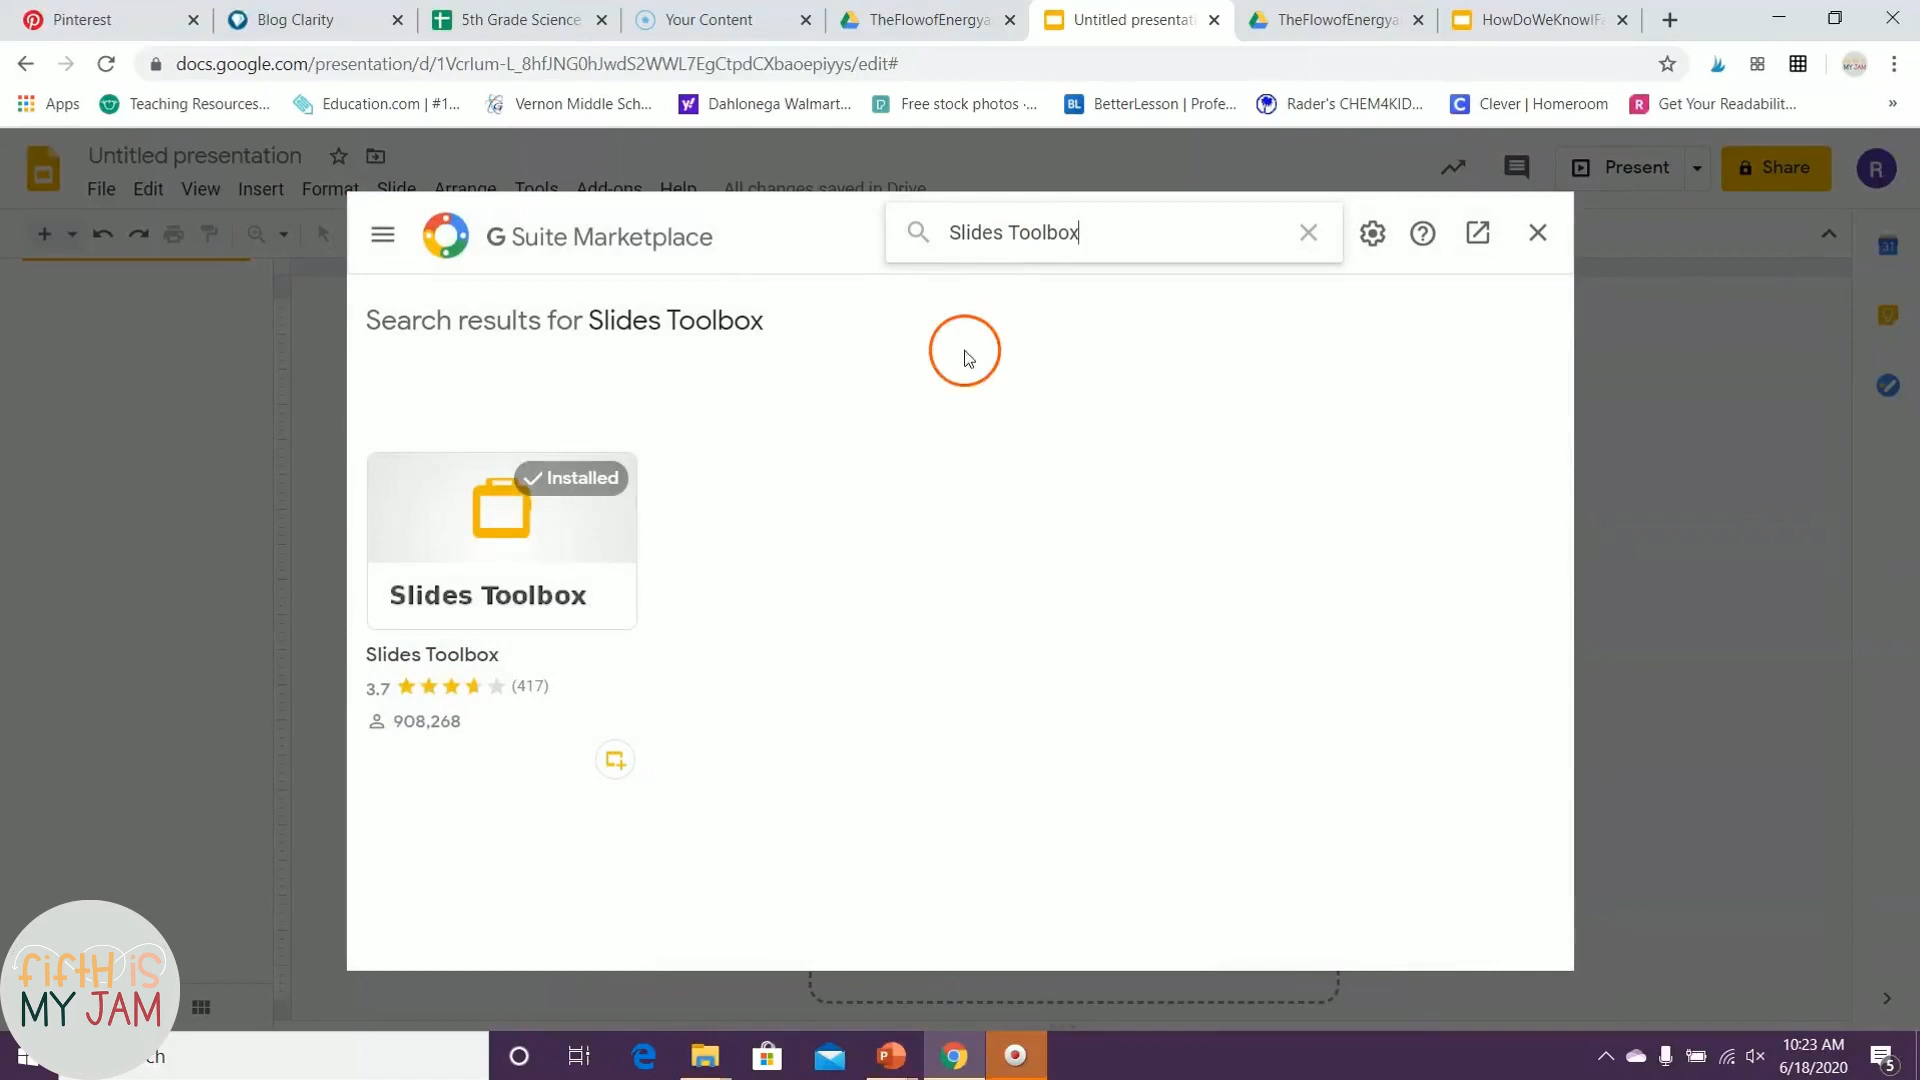 Pinterest
Blog Clarity
5th Grade Science
Your Content
TheFlowofEnergya
Untitled presentati
TheFlowofEnergya
HowDoWeKnowIFa
docs.google.com/presentation/d/1VcrIum-L_8hfJNG0hJwdS2WWL7EgCtpdCXbaoepiyys/edit#
Apps
Teaching Resources...
Education.com | #1...
Vernon Middle Sch...
Dahlonega Walmart...
Free stock photos ·...
BetterLesson | Profe...
Rader's CHEM4KID...
Clever | Homeroom
Get Your Readabilit...
»
Untitled presentation
Present
Share
R
File
Edit
View
Insert
Format
Slide
Arrange
Tools
Add-ons
Help
All changes saved in Drive
G Suite Marketplace
Slides Toolbox
Search results for Slides Toolbox
Installed
Slides Toolbox
Slides Toolbox
3.7
(417)
908,268
fifth is
MY JAM
ch
10:23 AM
6/18/2020
5